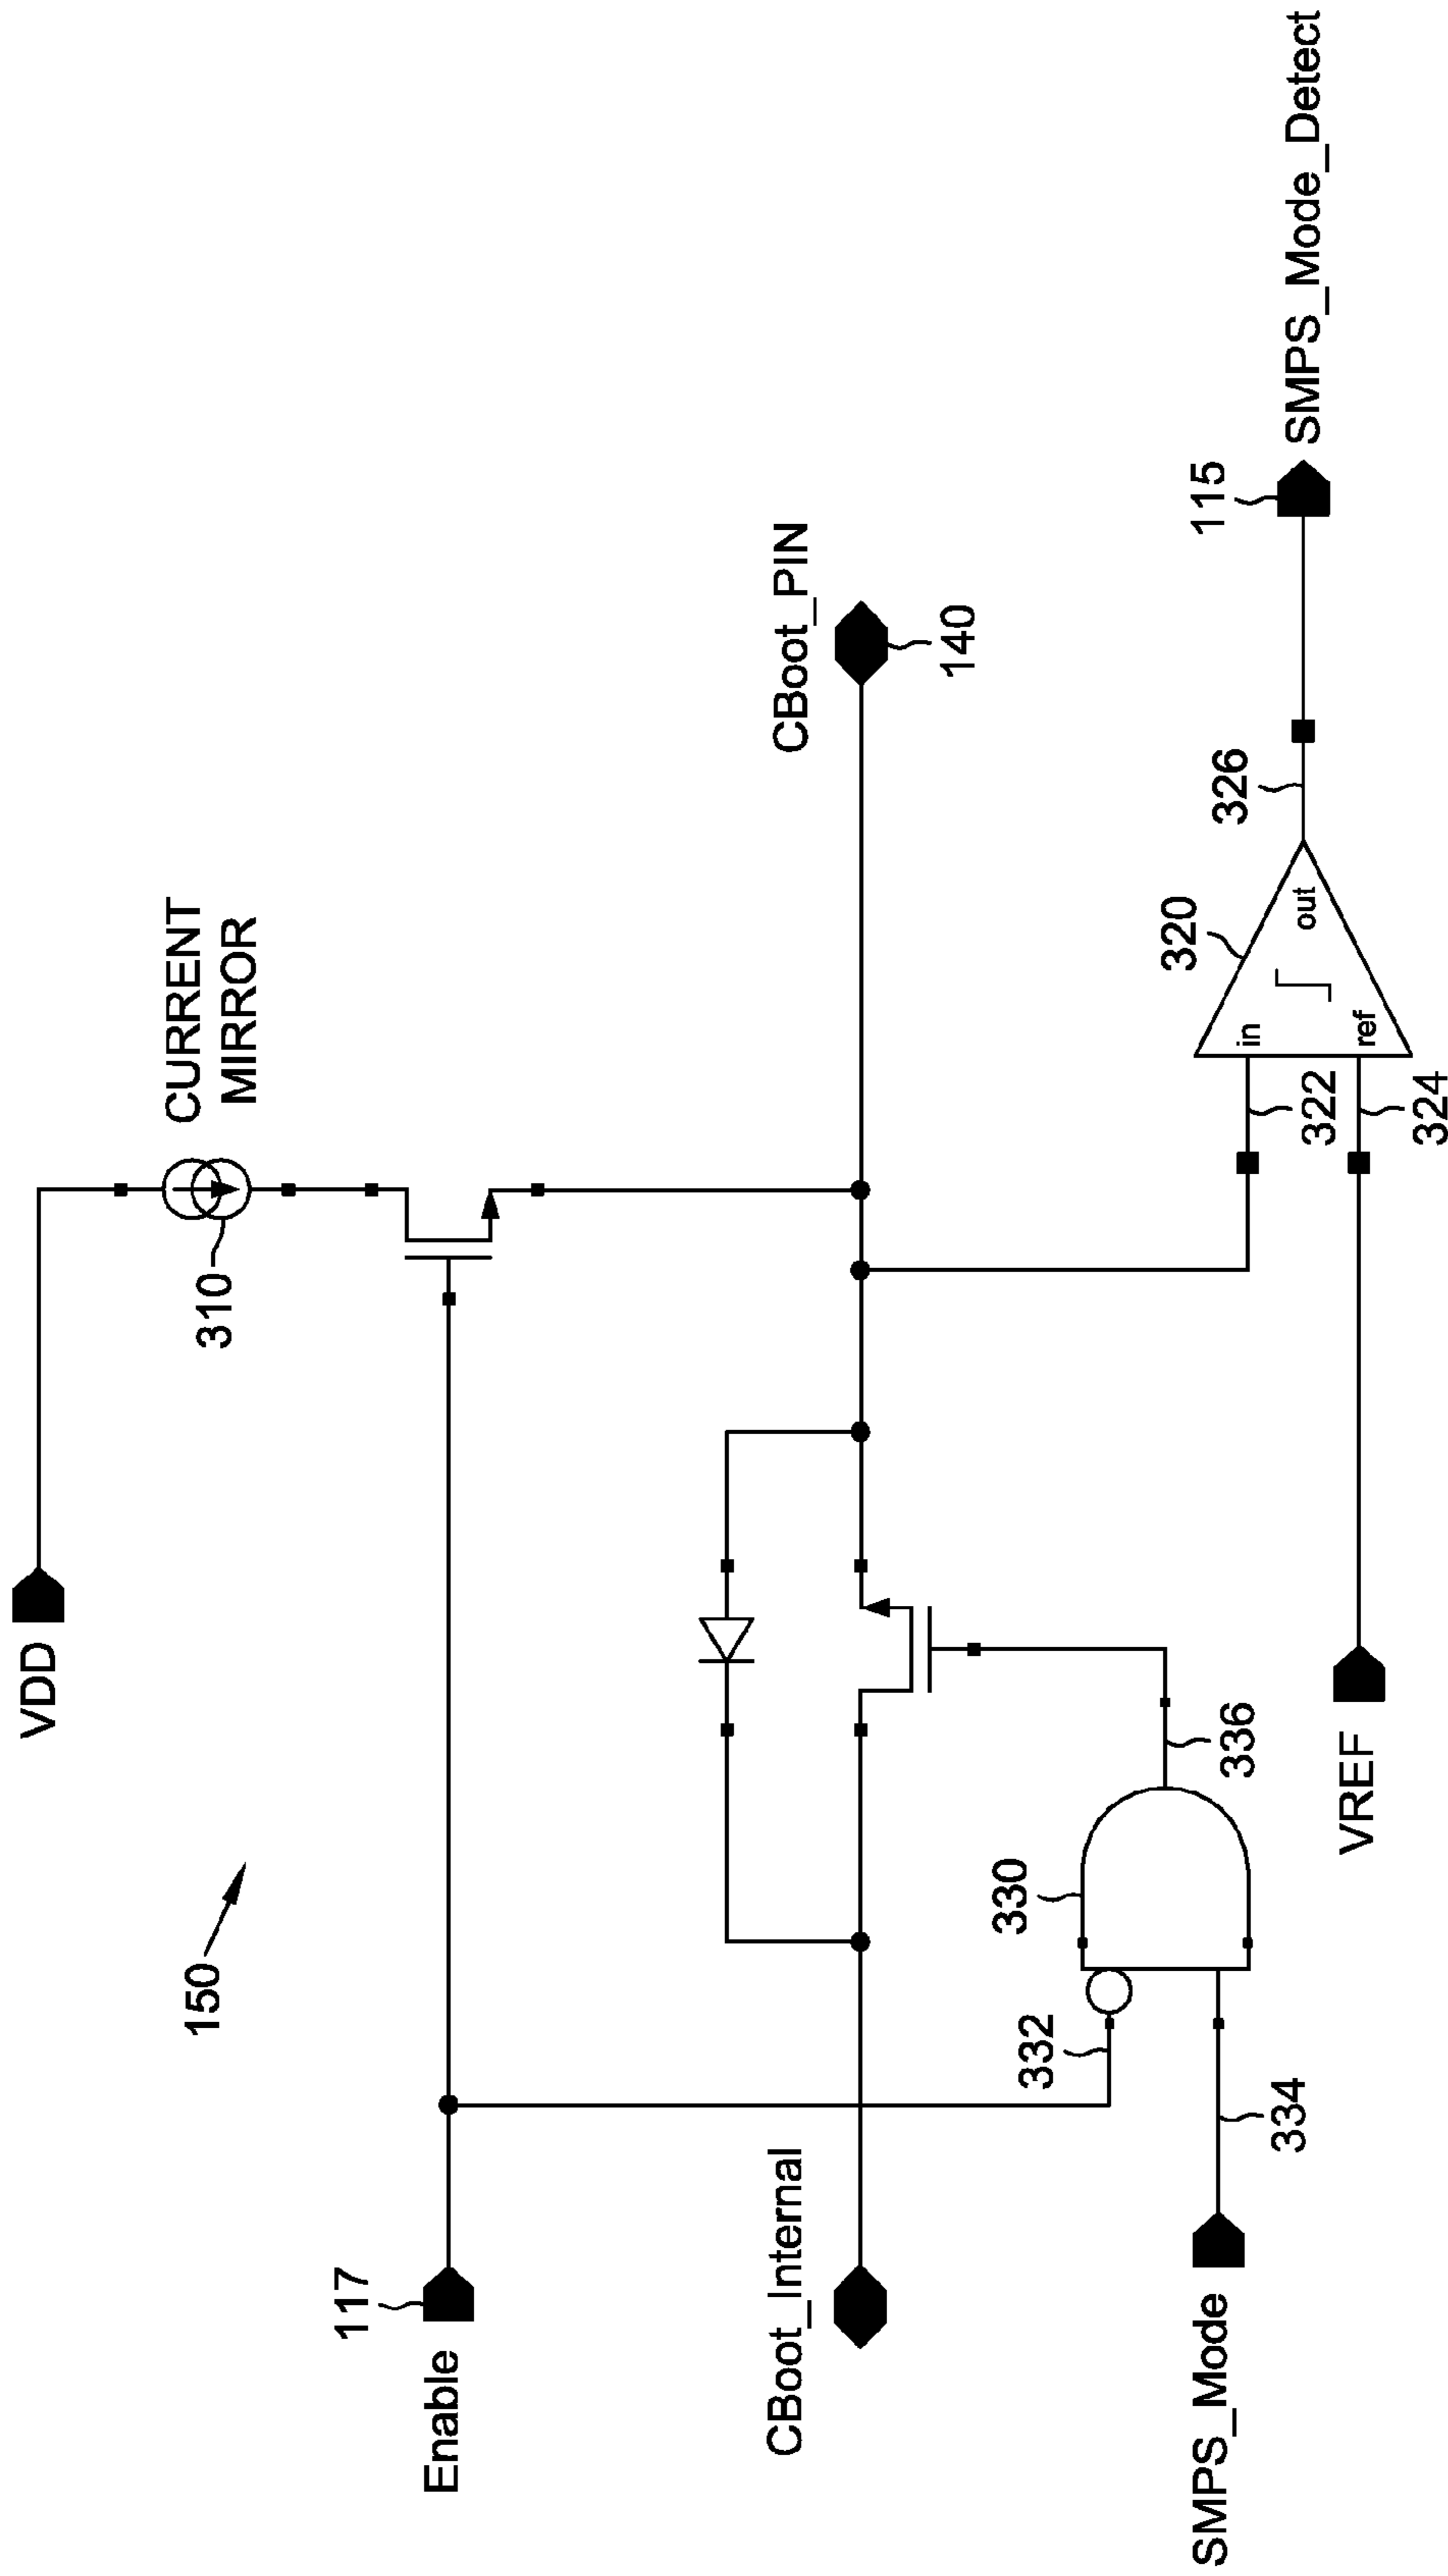 150
VDD
CURRENT
MIRROR
310
117
Enable
CBoot_Internal
CBoot_PIN
140
332
330
336
334
SMPS_Mode
VREF
320
in
ref
out
322
324
326
115
SMPS_Mode_Detect